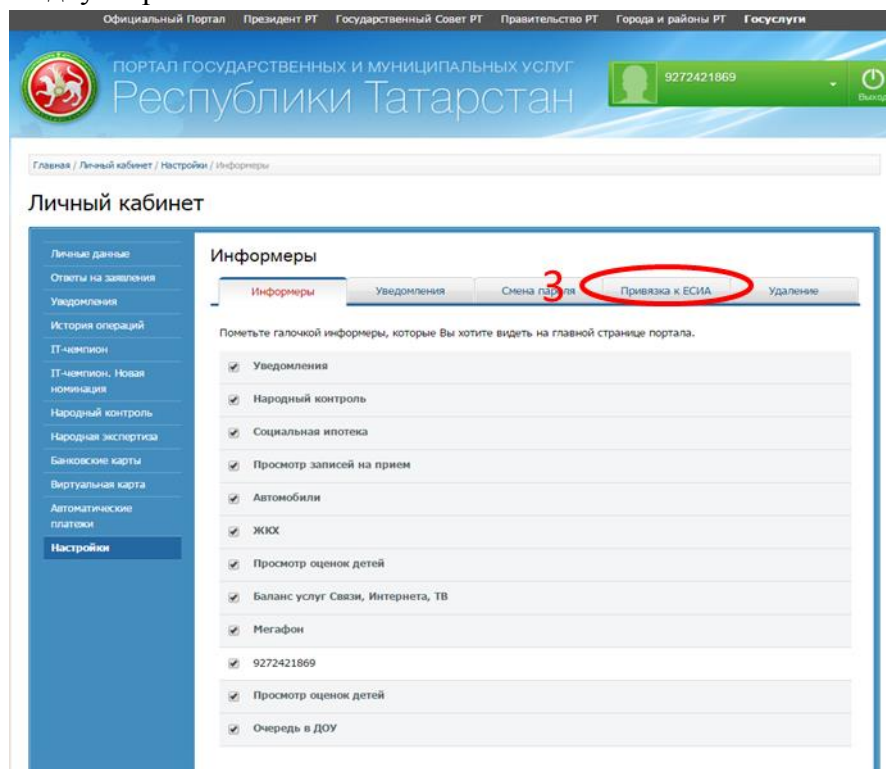 Официальный Портал Президент РТ Государственный Совет РТ Правительство РТ Города и районы РТ Госуслуги
ПОРТАЛ ГОСУДАРСТВЕННЫХ И МУНИЦИПАЛЬНЫХ УСЛУГ
Республики Татарстан
9272421869
Выход
Главная / Личный кабинет / Настройки / Информеры
Личный кабинет
Личные данные
Ответы на заявления
Уведомления
История операций
IT-чемпион
IT-чемпион. Новая
номинация
Народный контроль
Народная экспертиза
Банковские карты
Виртуальная карта
Автоматические
платежи
Настройки
Информеры
3
Информеры Уведомления Смена пароля Привязка к ЕСИА Удаление
Пометьте галочкой информеры, которые Вы хотите видеть на главной странице портала.
Уведомления
Народный контроль
Социальная ипотека
Просмотр записей на прием
Автомобили
ЖКХ
Просмотр оценок детей
Баланс услуг Связи, Интернета, ТВ
Мегафон
9272421869
Просмотр оценок детей
Очередь в ДОУ